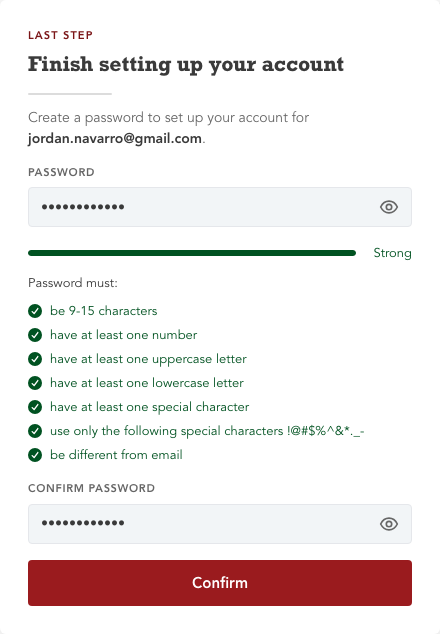 LAST STEP
Finish setting up your account
Create a password to set up your account for
jordan.navarro@gmail.com.
PASSWORD
••••••••••••
Strong
Password must:
be 9-15 characters
have at least one number
have at least one uppercase letter
have at least one lowercase letter
have at least one special character
use only the following special characters !@#$%^&*._-
be different from email
CONFIRM PASSWORD
••••••••••••
Confirm